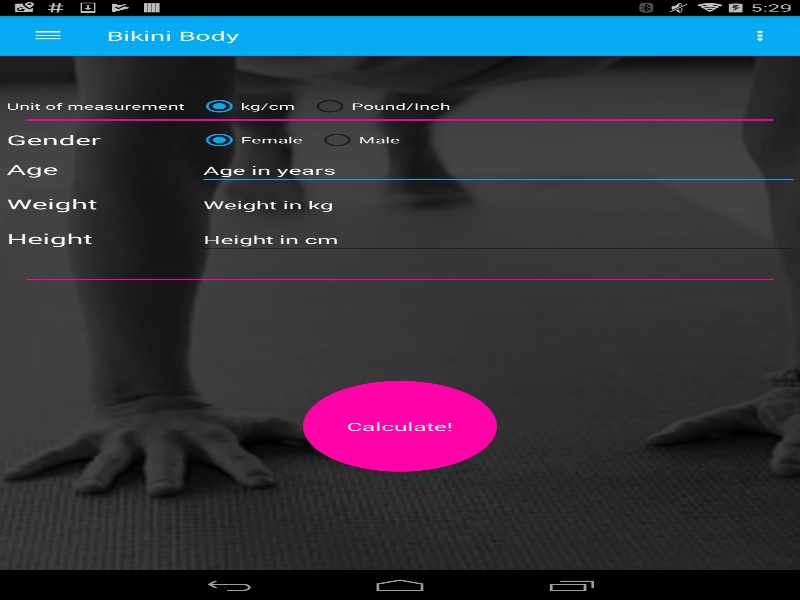 5:29
Bikini Body
Unit of measurement kg/cm Pound/Inch
Gender Female Male
Age Age in years
Weight Weight in kg
Height Height in cm
Calculate!